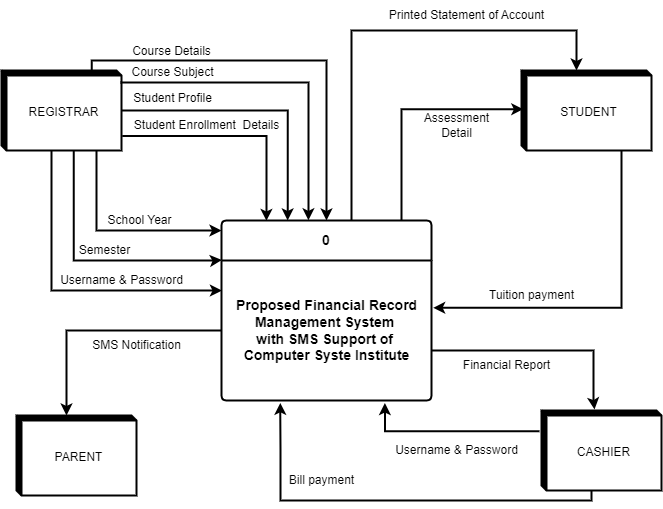 Printed Statement of Account
Course Details
Course Subject
Student Profile
Student Enrollment Details
REGISTRAR
Assessment
Detail
STUDENT
School Year
Semester
Username & Password
0
Proposed Financial Record
Management System
with SMS Support of
Computer Syste Institute
Tuition payment
SMS Notification
Financial Report
PARENT
Username & Password
CASHIER
Bill payment